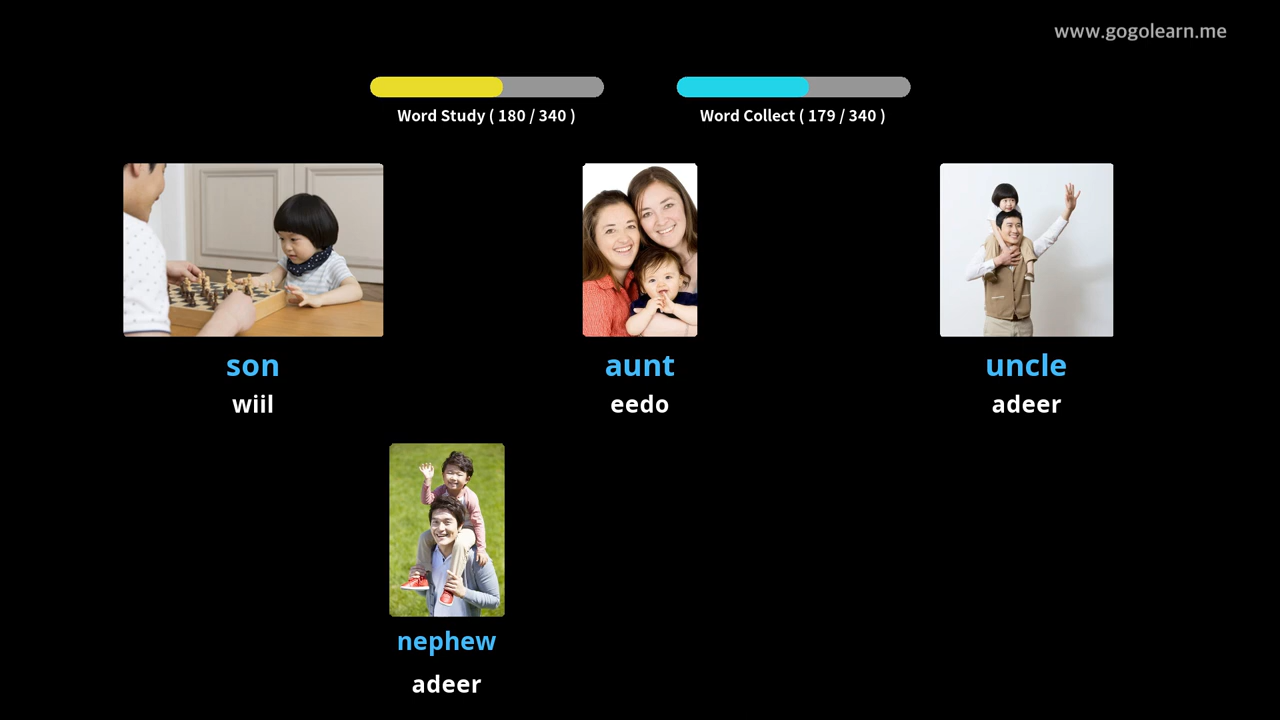 www.gogolearn.me
Word Study ( 180 / 340 )
Word Collect ( 179 / 340 )
son
wiil
aunt
eedo
uncle
adeer
nephew
adeer